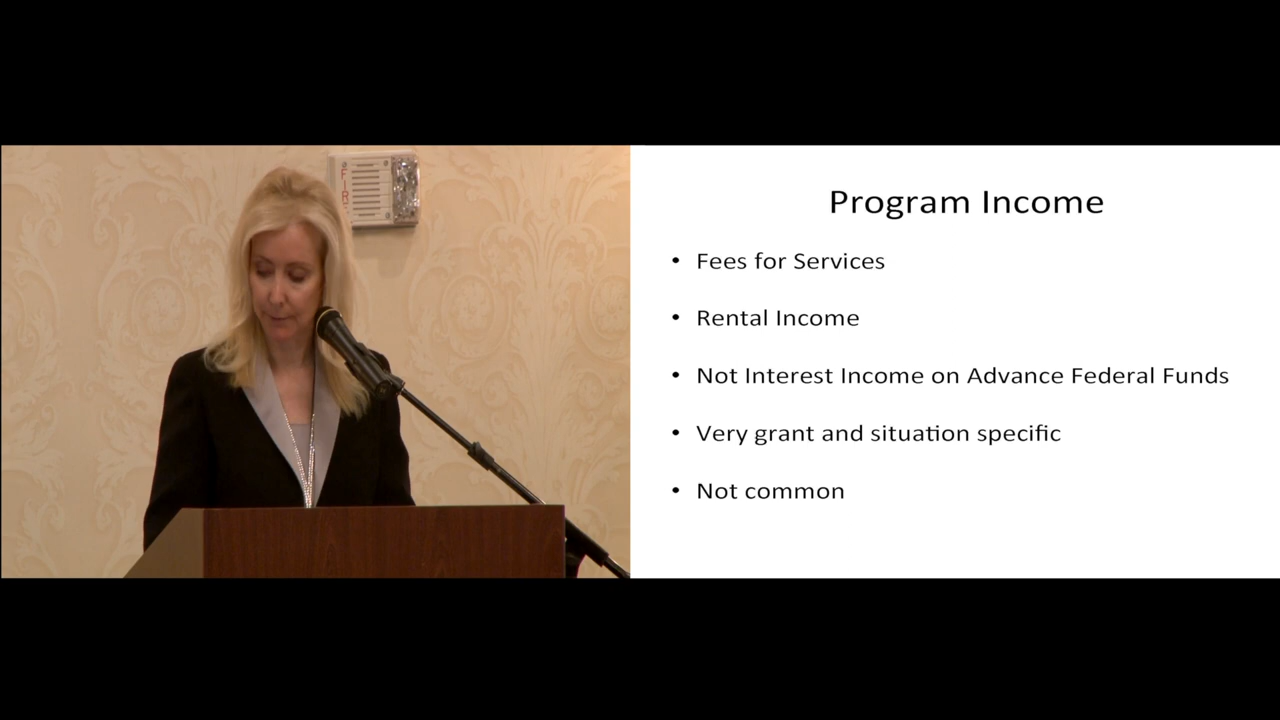 FIRE
Program Income
• Fees for Services
• Rental Income
• Not Interest Income on Advance Federal Funds
• Very grant and situation specific
• Not common